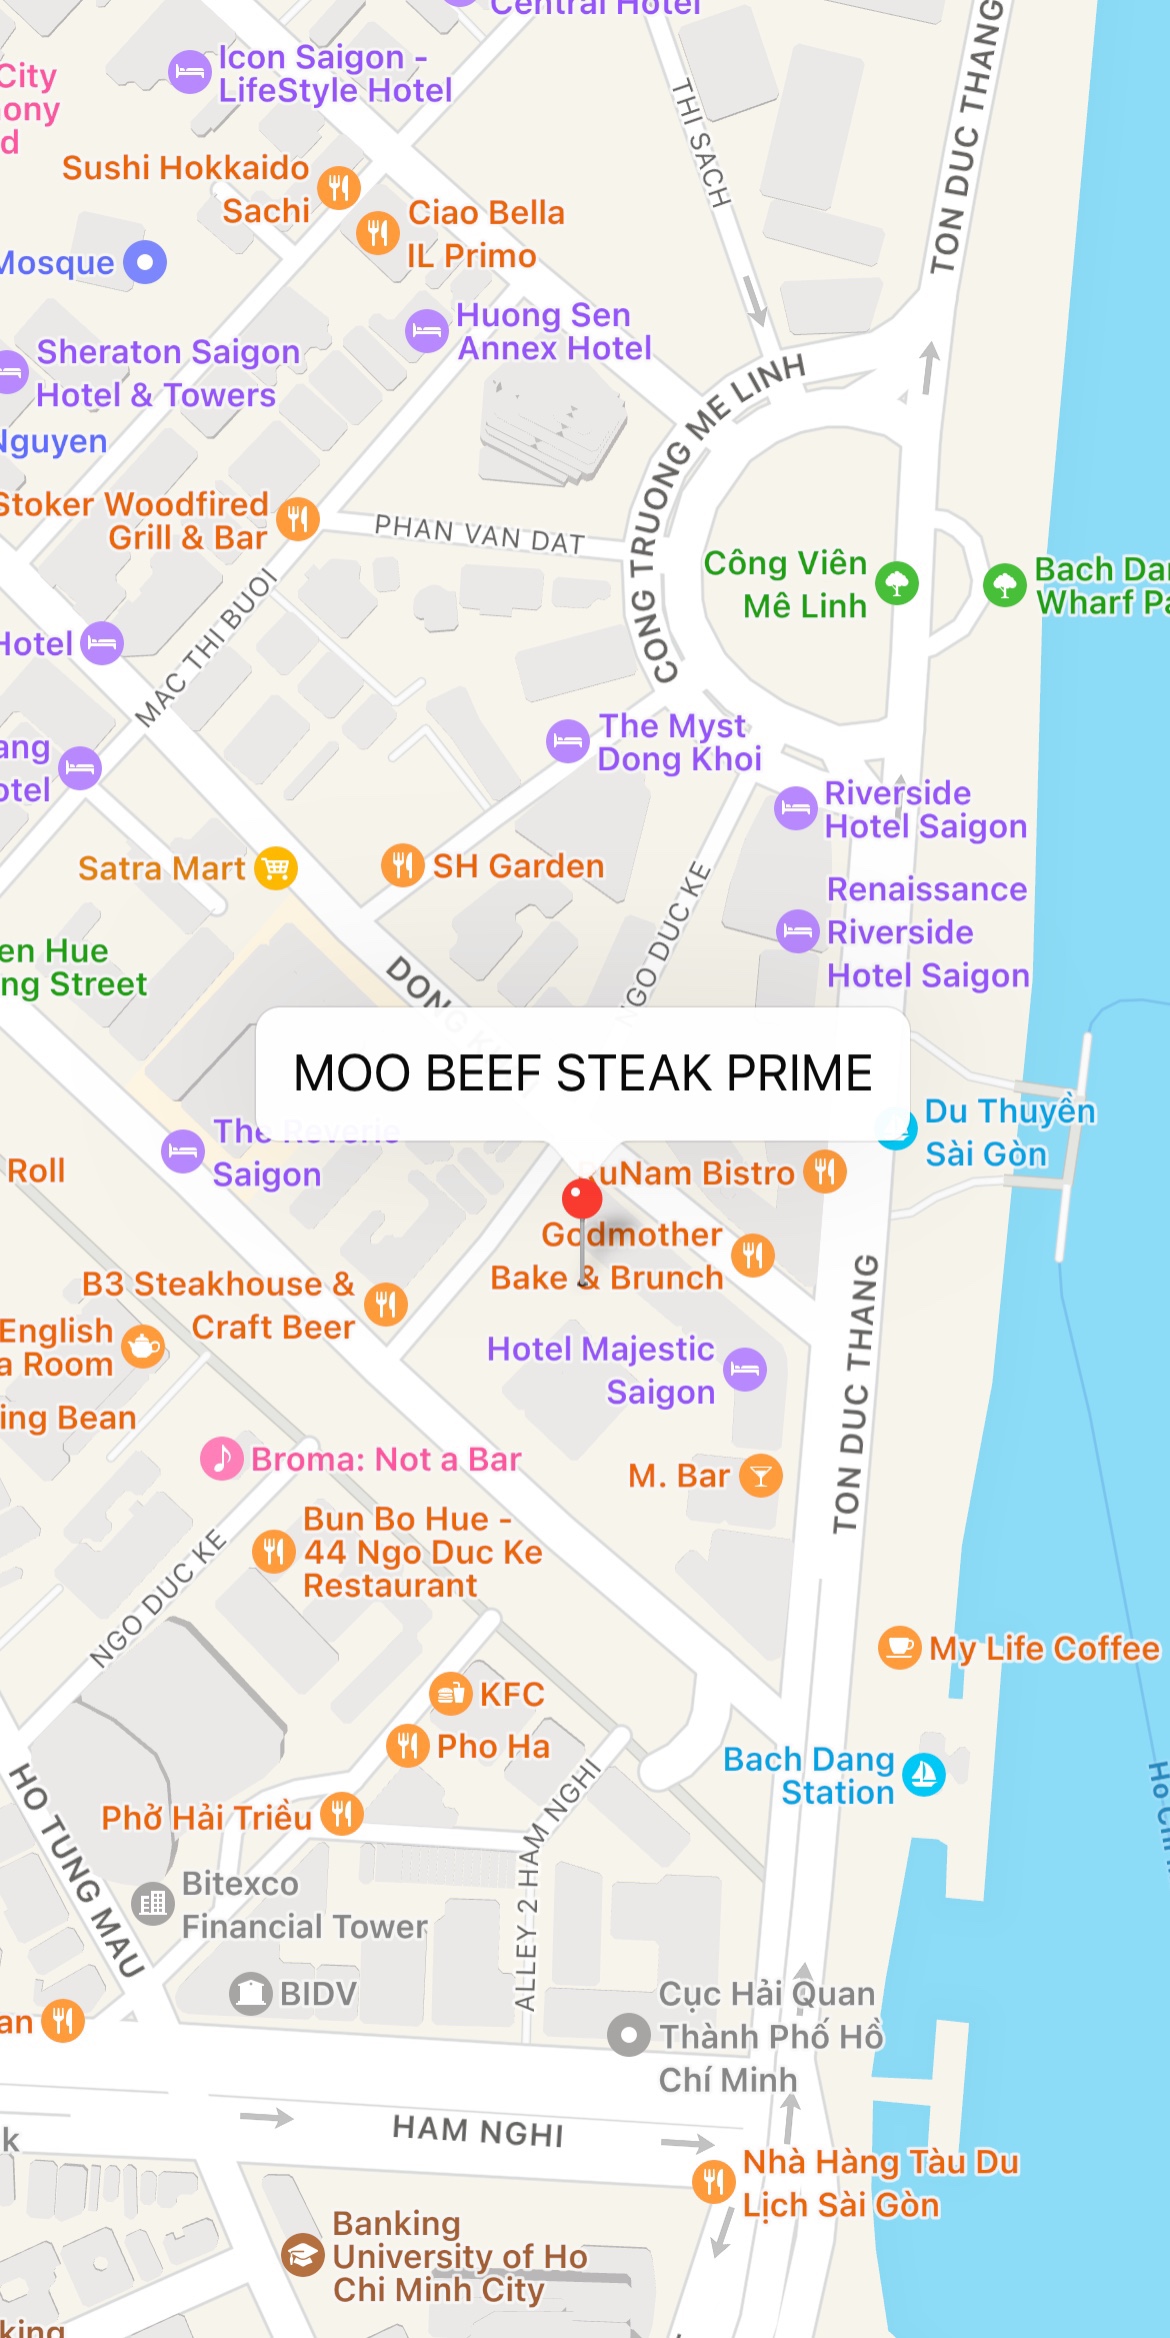 Central Hotel
Icon Saigon -
LifeStyle Hotel
City
ony
d
THI SACH
TON DUC THANG
Sushi Hokkaido
Sachi
Ciao Bella
IL Primo
Mosque
Huong Sen
Annex Hotel
Sheraton Saigon
Hotel & Towers
Nguyen
CONG TRUONG ME LINH
Stoker Woodfired
Grill & Bar
PHAN VAN DAT
Công Viên
Mê Linh
Bach Da
Wharf Pa
MAC THI BUOI
Hotel
The Myst
Dong Khoi
ang
otel
Riverside
Hotel Saigon
Satra Mart
SH Garden
NGO DUC KE
Renaissance
Riverside
Hotel Saigon
en Hue
ng Street
DONG K
MOO BEEF STEAK PRIME
Du Thuyền
Sài Gòn
The Reverie
Saigon
Roll
RuNam Bistro
Godmother
Bake & Brunch
TON DUC THANG
B3 Steakhouse &
Craft Beer
English
a Room
Hotel Majestic
Saigon
ing Bean
Broma: Not a Bar
M. Bar
Bun Bo Hue -
44 Ngo Duc Ke
Restaurant
NGO DUC KE
My Life Coffee
KFC
Pho Ha
Bach Dang
Station
HO TUNG MAU
Phở Hải Triều
ALLEY 2 HAM NGHI
Ho Chi
Bitexco
Financial Tower
BIDV
an
Cục Hải Quan
Thành Phố Hồ
Chí Minh
HAM NGHI
k
Nhà Hàng Tàu Du
Lịch Sài Gòn
Banking
University of Ho
Chi Minh City
king